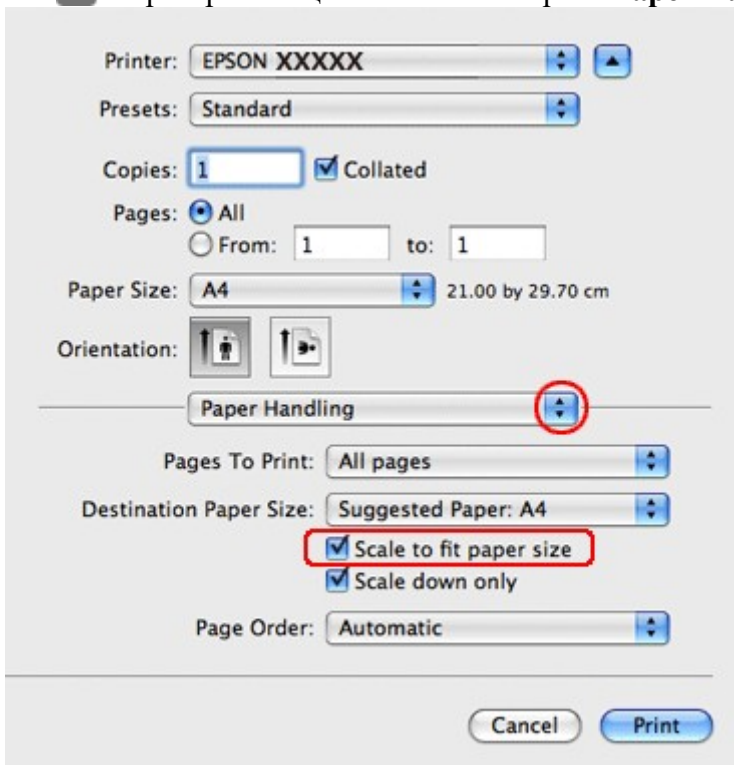 Printer: EPSON XXXXX
Presets: Standard
Copies: 1 Collated
Pages: All
From: 1 to: 1
Paper Size: A4 21.00 by 29.70 cm
Orientation:
Paper Handling
Pages To Print: All pages
Destination Paper Size: Suggested Paper: A4
Scale to fit paper size
Scale down only
Page Order: Automatic
Cancel Print